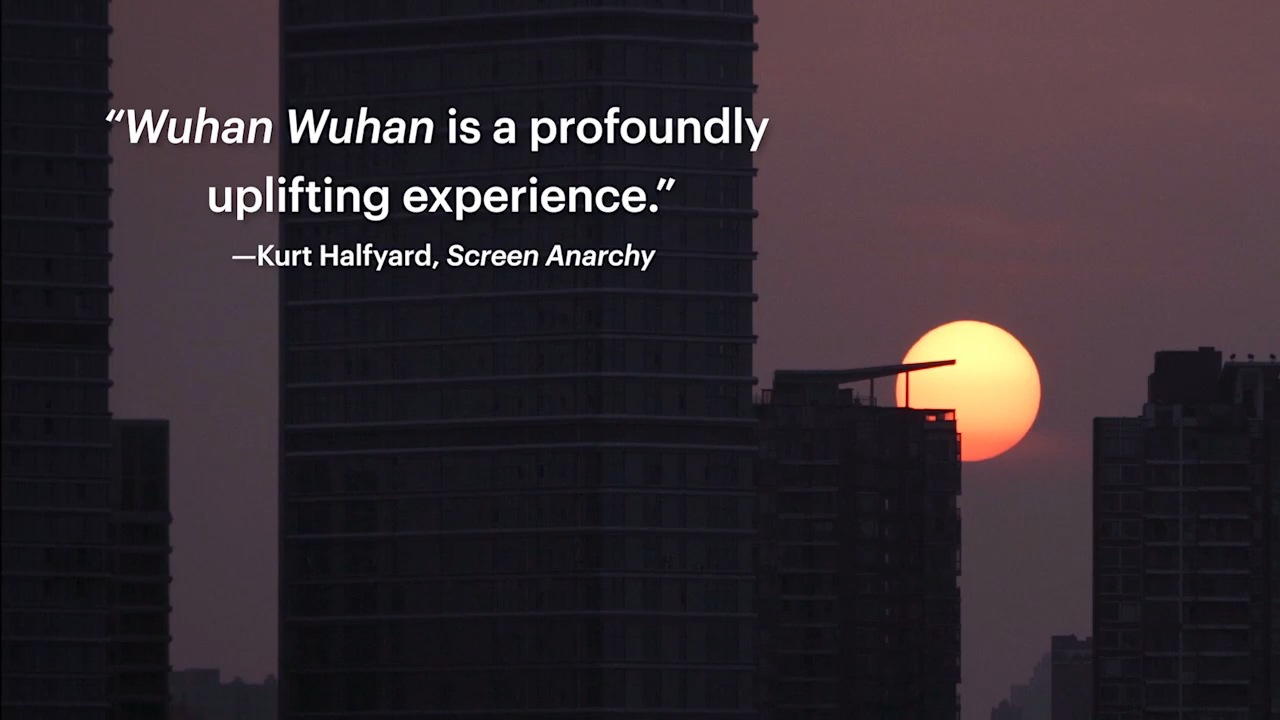 “Wuhan Wuhan is a profoundly
uplifting experience.”
—Kurt Halfyard, Screen Anarchy